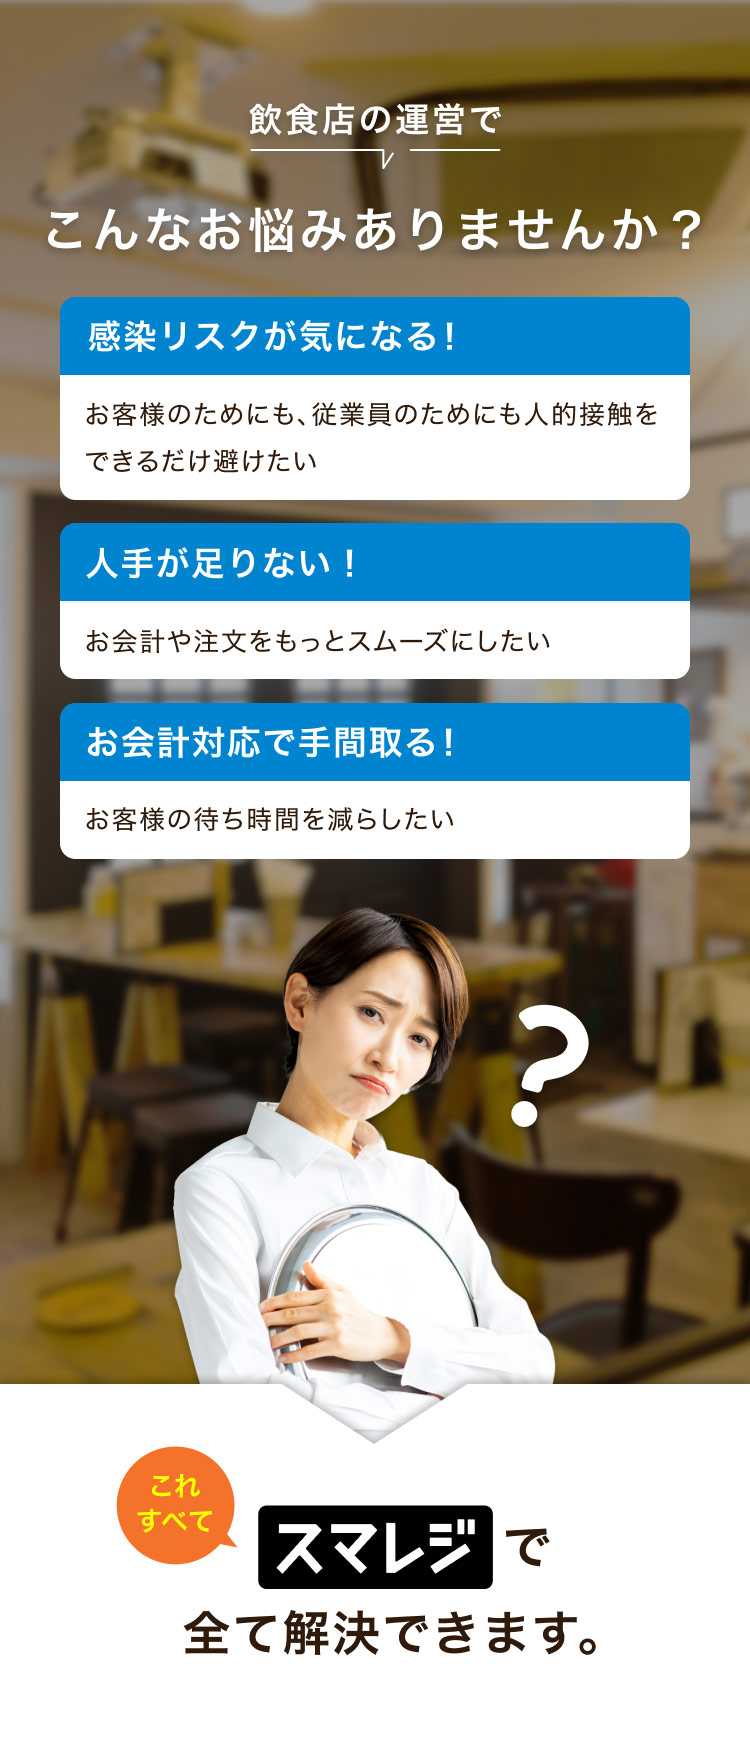 飲食店の運営で
こんなお悩みありませんか？
感染リスクが気になる！
お客様のためにも、従業員のためにも人的接触を
できるだけ避けたい
人手が足りない！
お会計や注文をもっとスムーズにしたい
お会計対応で手間取る！
お客様の待ち時間を減らしたい
?
これ
すべて
スマレジで
全て解決できます。